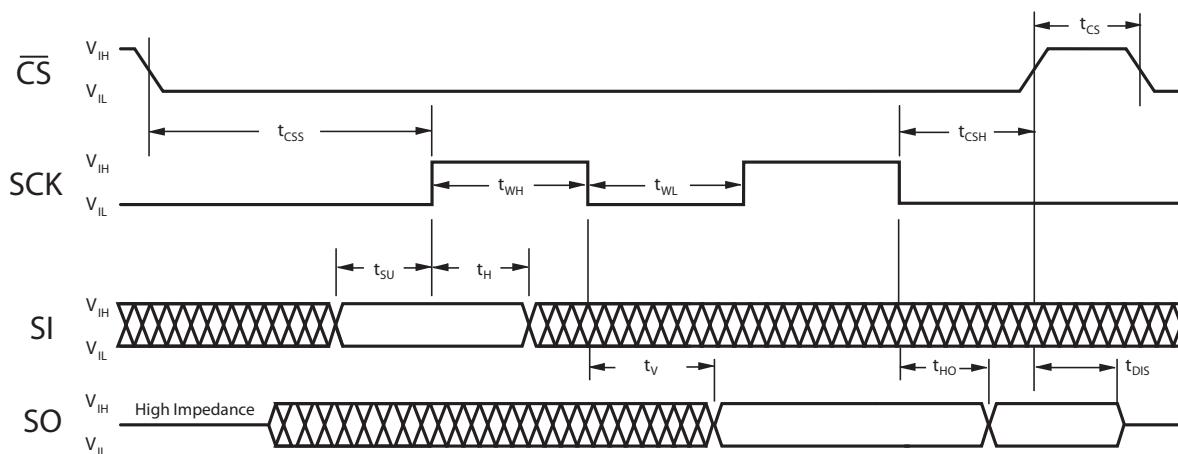 t_CS
V_IH
CS
V_IL
t_CSS
t_CSH
V_IH
SCK
t_WH
t_WL
V_IL
t_SU
t_H
V_IH
SI
V_IL
t_V
t_HO
t_DIS
V_IH
High Impedance
SO
V_IL